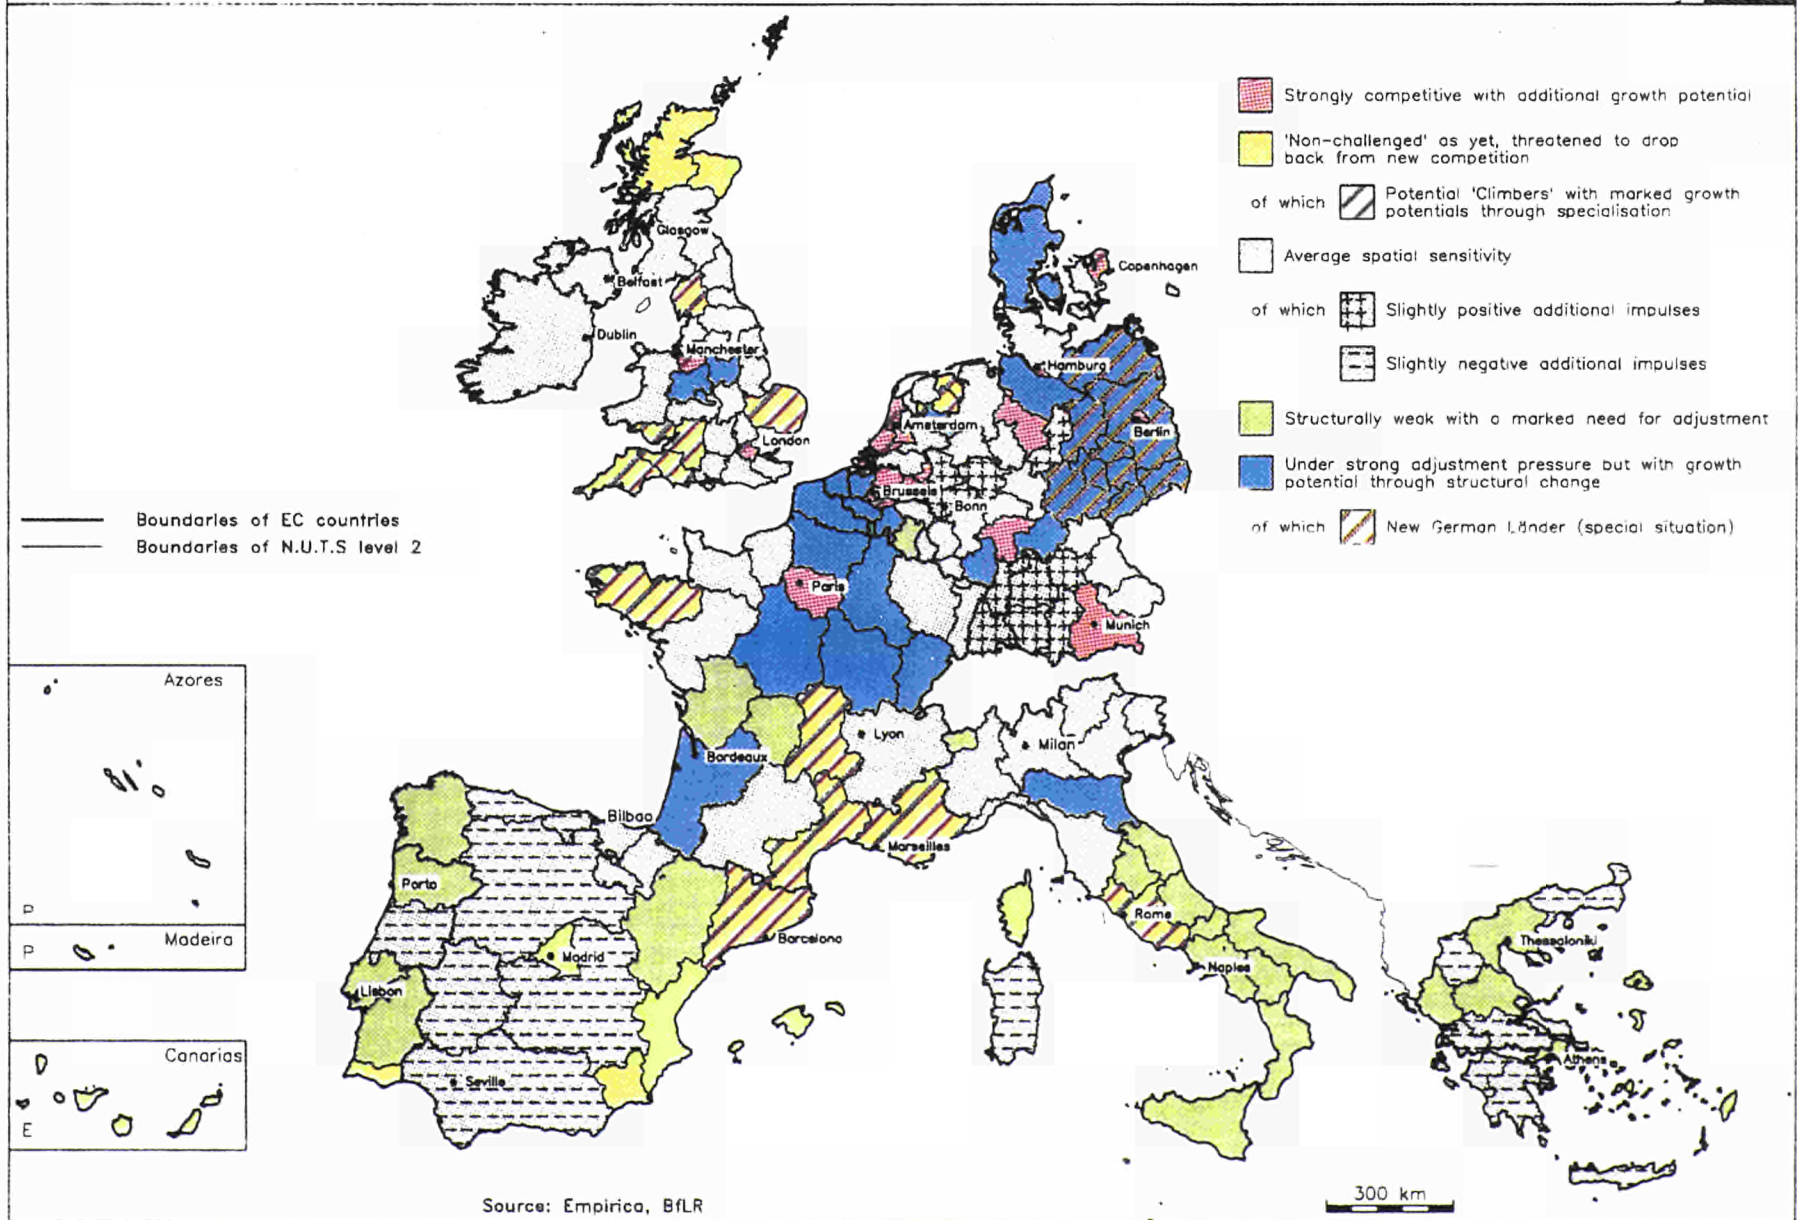 Strongly competitive with additional growth potential
'Non-challenged' as yet, threatened to drop
back from new competition
of which
Potential 'Climbers' with marked growth
potentials through specialisation
Average spatial sensitivity
of which
Slightly positive additional impulses
Slightly negative additional impulses
Structurally weak with a marked need for adjustment
Under strong adjustment pressure but with growth
potential through structural change
of which
New German Länder (special situation)
Boundaries of EC countries
Boundaries of N.U.T.S level 2
Glasgow
Belfast
Dublin
Manchester
London
Copenhagen
Hamburg
Berlin
Amsterdam
Brussels
Bonn
Paris
Munich
Lyon
Milan
Bordeaux
Bilbao
Marseilles
Porto
Madrid
Barcelona
Lisbon
Seville
Rome
Naples
Thessaloniki
Athens
Azores
P
Madeira
P
Canarias
E
Source: Empirica, BfLR
300 km